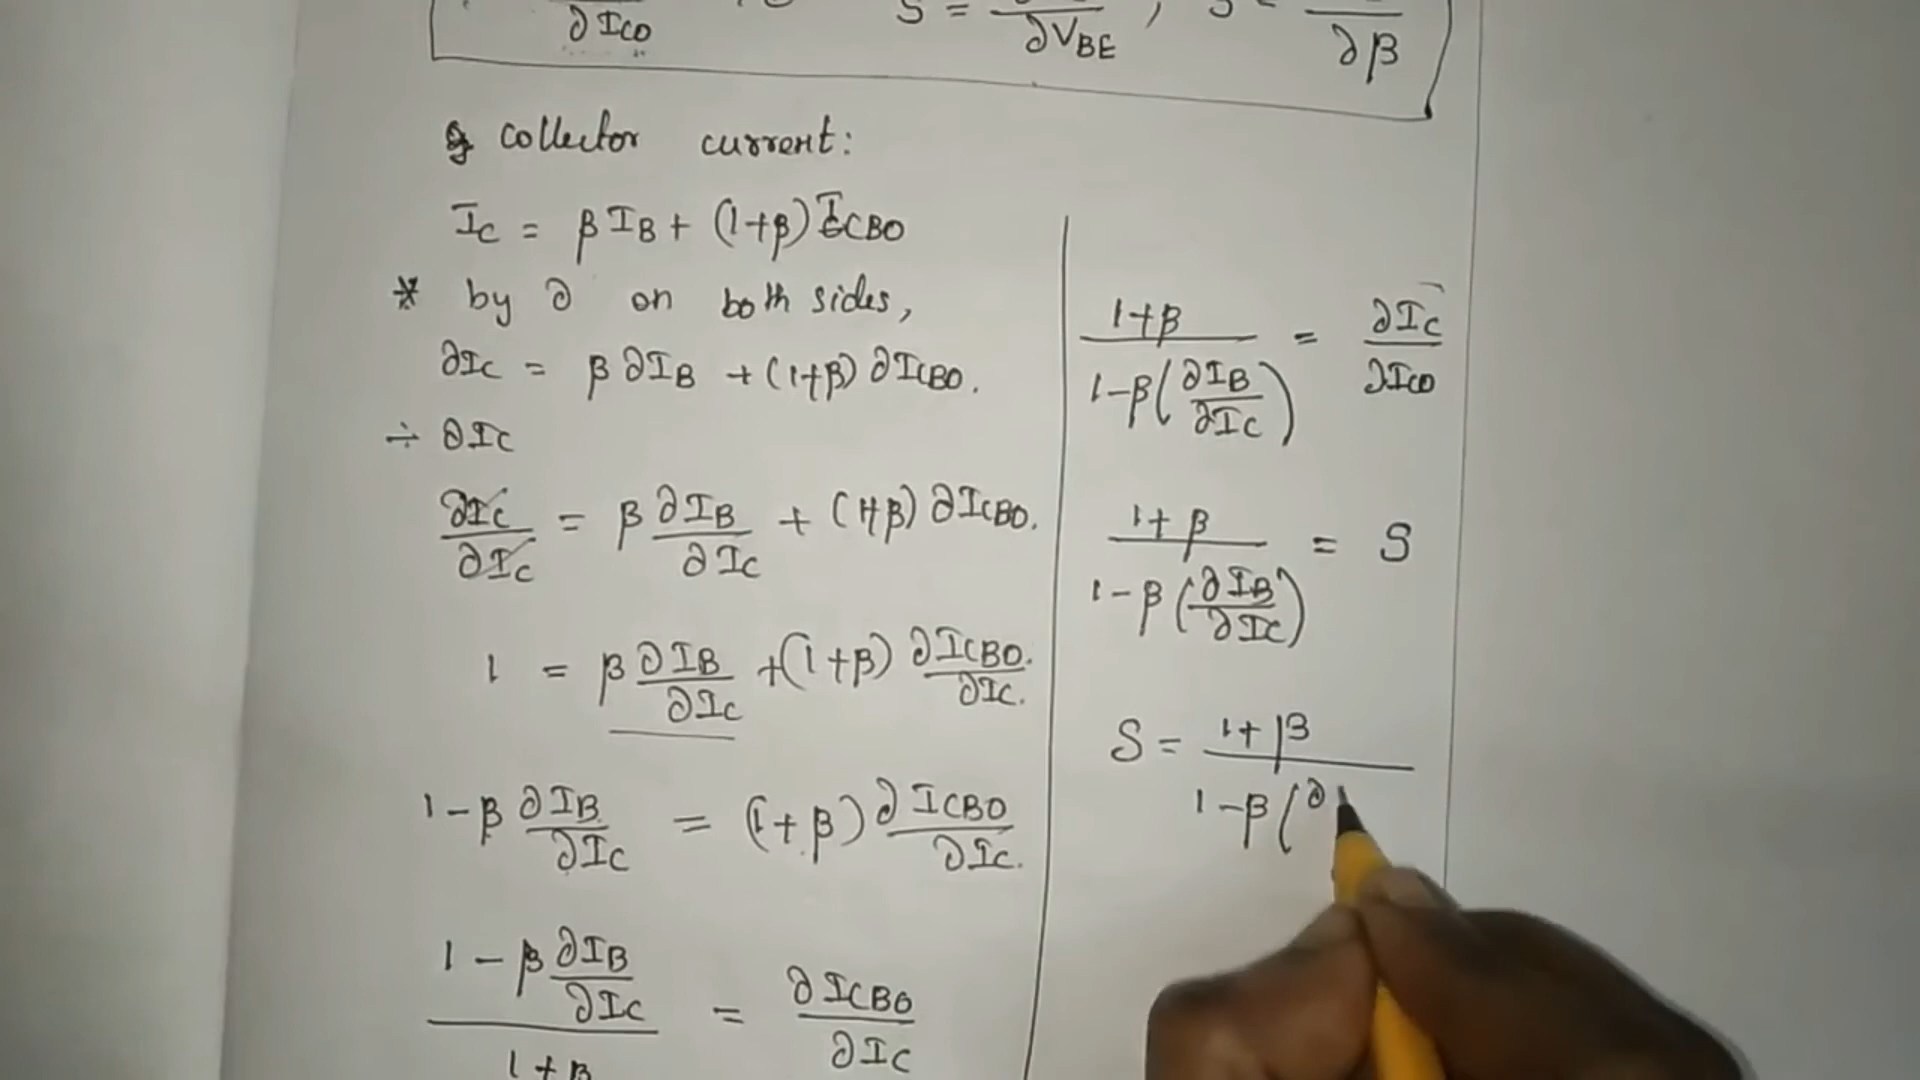 ∂ICO S = ∂VBE , ∂β
collector current:
IC = βIB + (1+β) ICBO
* by ∂ on both sides,
∂IC = β ∂IB + (1+β) ∂ICBO.
÷ ∂IC
∂IC/∂IC = β ∂IB/∂IC + (1+β) ∂ICBO.
1 = β ∂IB/∂IC + (1+β) ∂ICBO./∂IC.
1-β ∂IB/∂IC = (1+β) ∂ICBO/∂IC.
1-β ∂IB/∂IC / 1+β = ∂ICBO/∂IC
1+β / 1-β(∂IB/∂IC) = ∂IC/∂ICO
1+β / 1-β(∂IB/∂IC) = S
S = 1+β / 1-β(∂